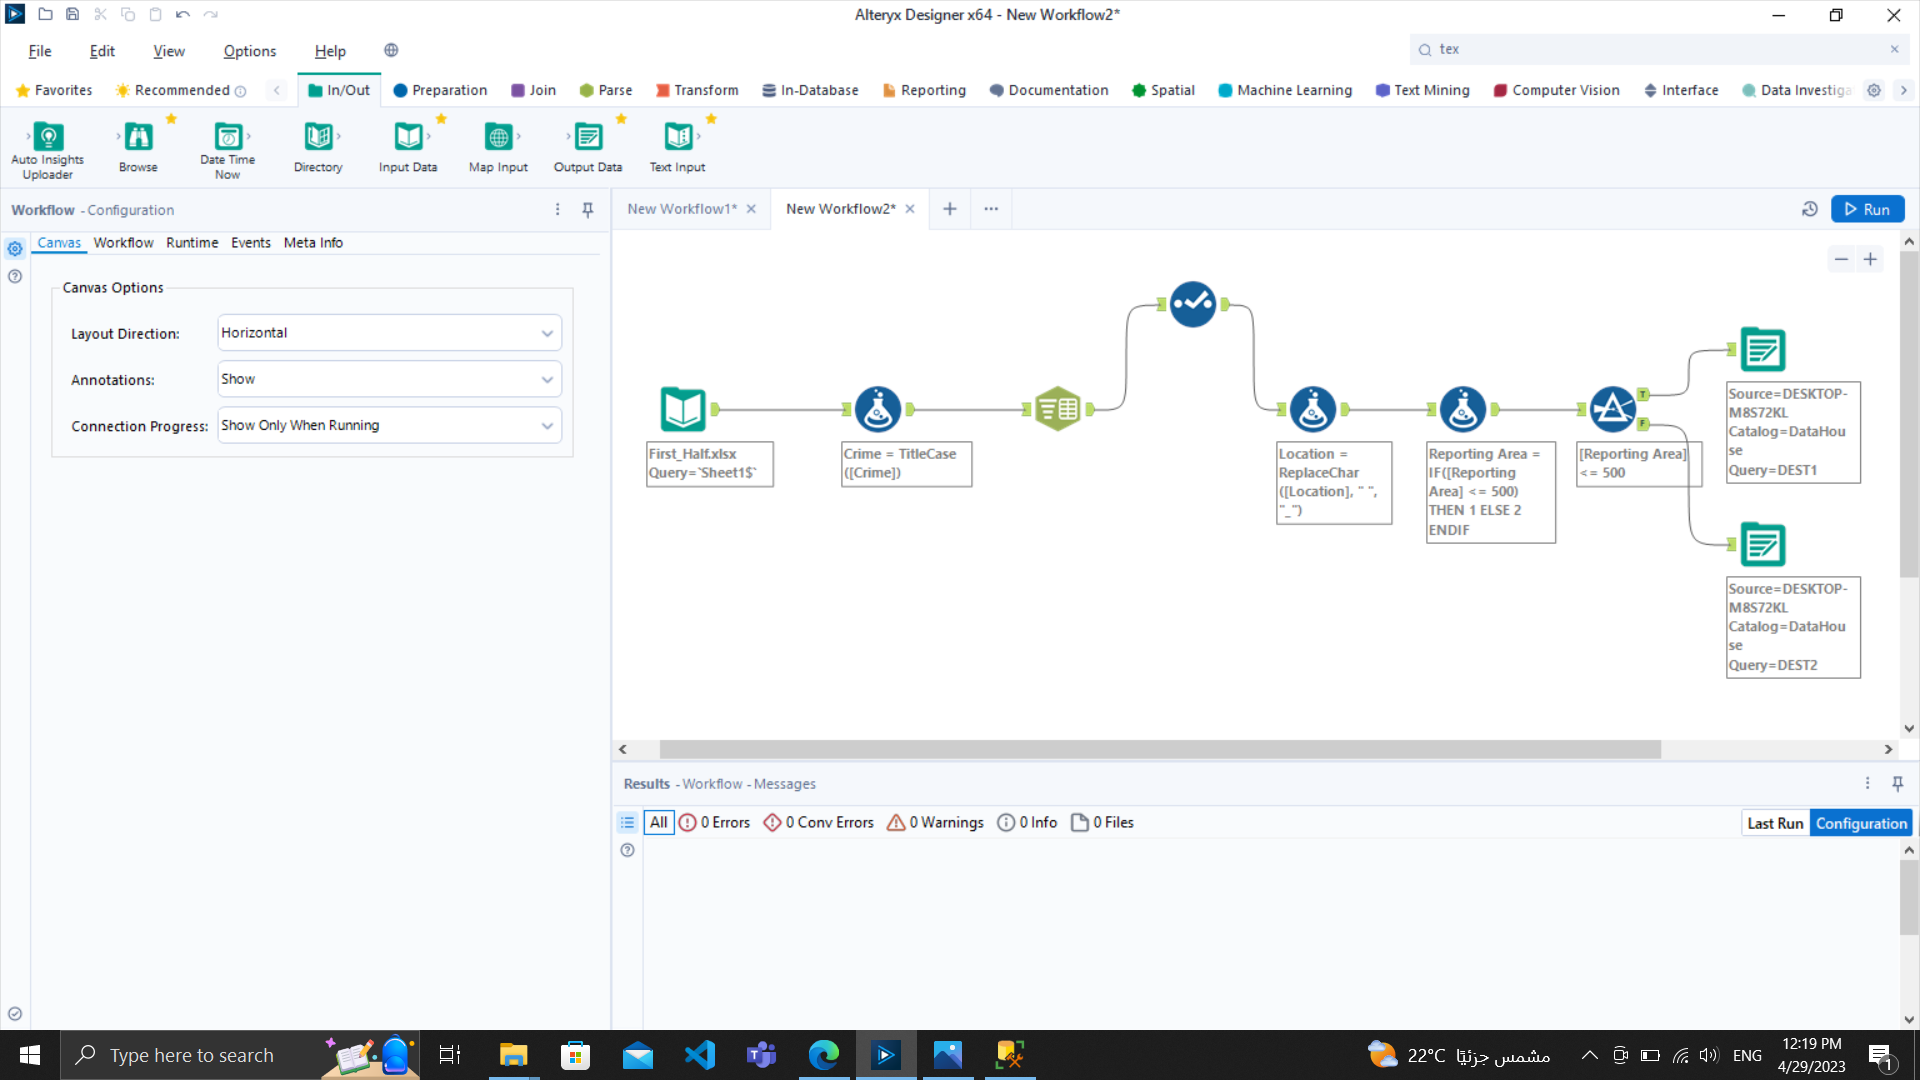 Alteryx Designer x64 - New Workflow2*
File Edit View Options Help
tex
Favorites Recommended In/Out Preparation Join Parse Transform In-Database Reporting Documentation Spatial Machine Learning Text Mining Computer Vision Interface Data Investiga
Auto Insights Uploader
Browse
Date Time Now
Directory
Input Data
Map Input
Output Data
Text Input
Workflow - Configuration
New Workflow1*
New Workflow2*
Run
Canvas Workflow Runtime Events Meta Info
Canvas Options
Layout Direction: Horizontal
Annotations: Show
Connection Progress: Show Only When Running
First_Half.xlsx
Query=`Sheet1$`
Crime = TitleCase
([Crime])
Location =
ReplaceChar
([Location], " ",
"_")
Reporting Area =
IF([Reporting
Area] <= 500)
THEN 1 ELSE 2
ENDIF
T
F
[Reporting Area]
<= 500
Source=DESKTOP-
M8S72KL
Catalog=DataHou
se
Query=DEST1
Source=DESKTOP-
M8S72KL
Catalog=DataHou
se
Query=DEST2
Results - Workflow - Messages
All 0 Errors 0 Conv Errors 0 Warnings 0 Info 0 Files
Last Run Configuration
Type here to search
22°C مشمس جزئيًا
ENG
12:19 PM
4/29/2023
1